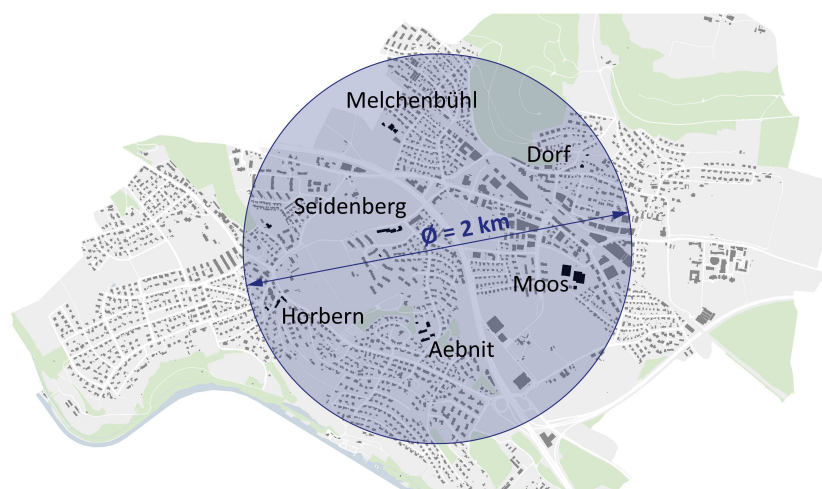 Melchenbühl
Dorf
Seidenberg
Ø = 2 km
Moos
Horbern
Aebnit